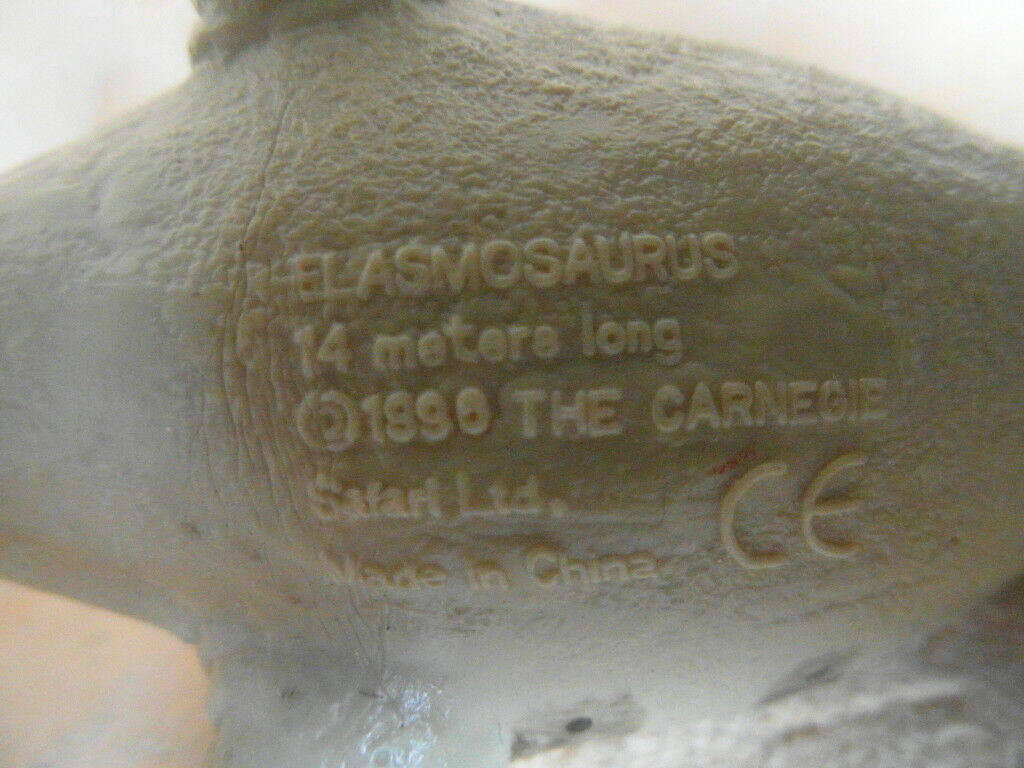 ELASMOSAURUS
14 meters long
©1996 THE CARNEGIE
Safari Ltd.
CE
Made in China